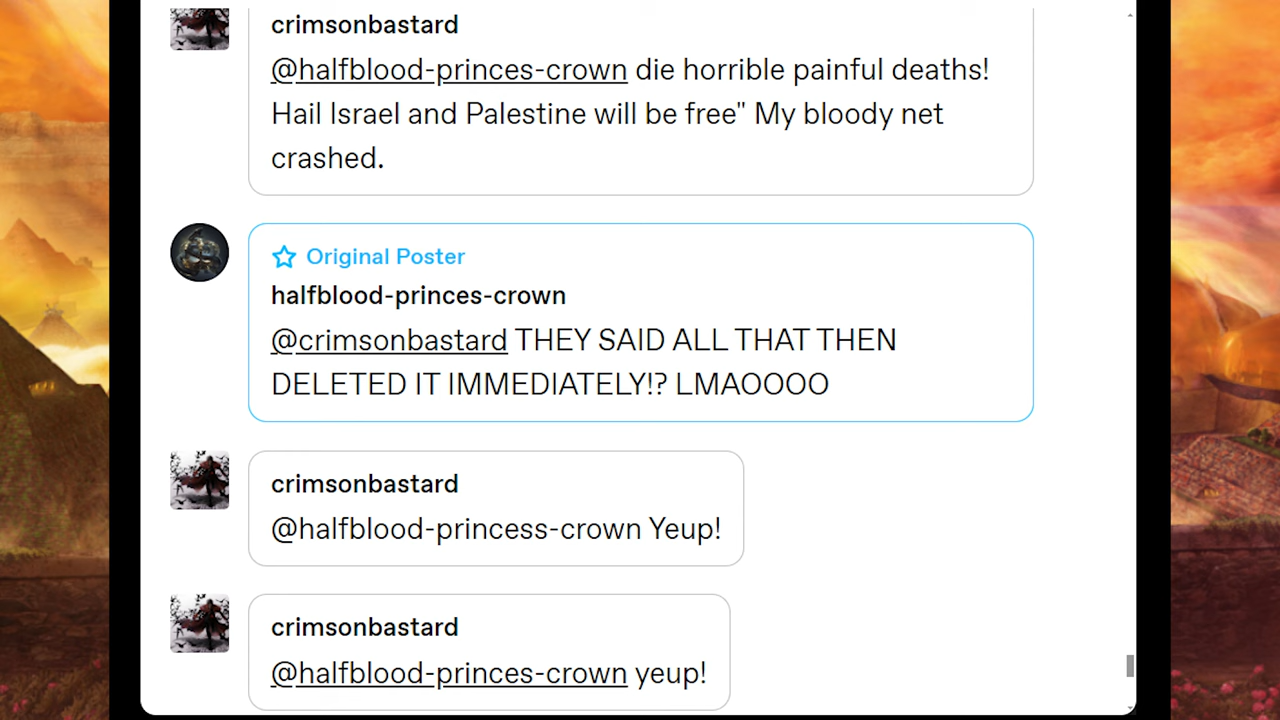 crimsonbastard
@halfblood-princes-crown die horrible painful deaths!
Hail Israel and Palestine will be free" My bloody net
crashed.
Original Poster
halfblood-princes-crown
@crimsonbastard THEY SAID ALL THAT THEN
DELETED IT IMMEDIATELY!? LMAOOOO
crimsonbastard
@halfblood-princess-crown Yeup!
crimsonbastard
@halfblood-princes-crown yeup!